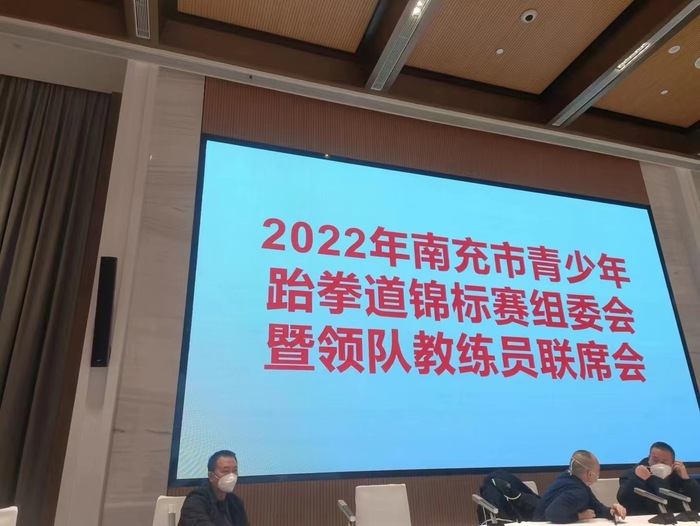 2022年南充市青少年
跆拳道锦标赛组委会
暨领队教练员联席会